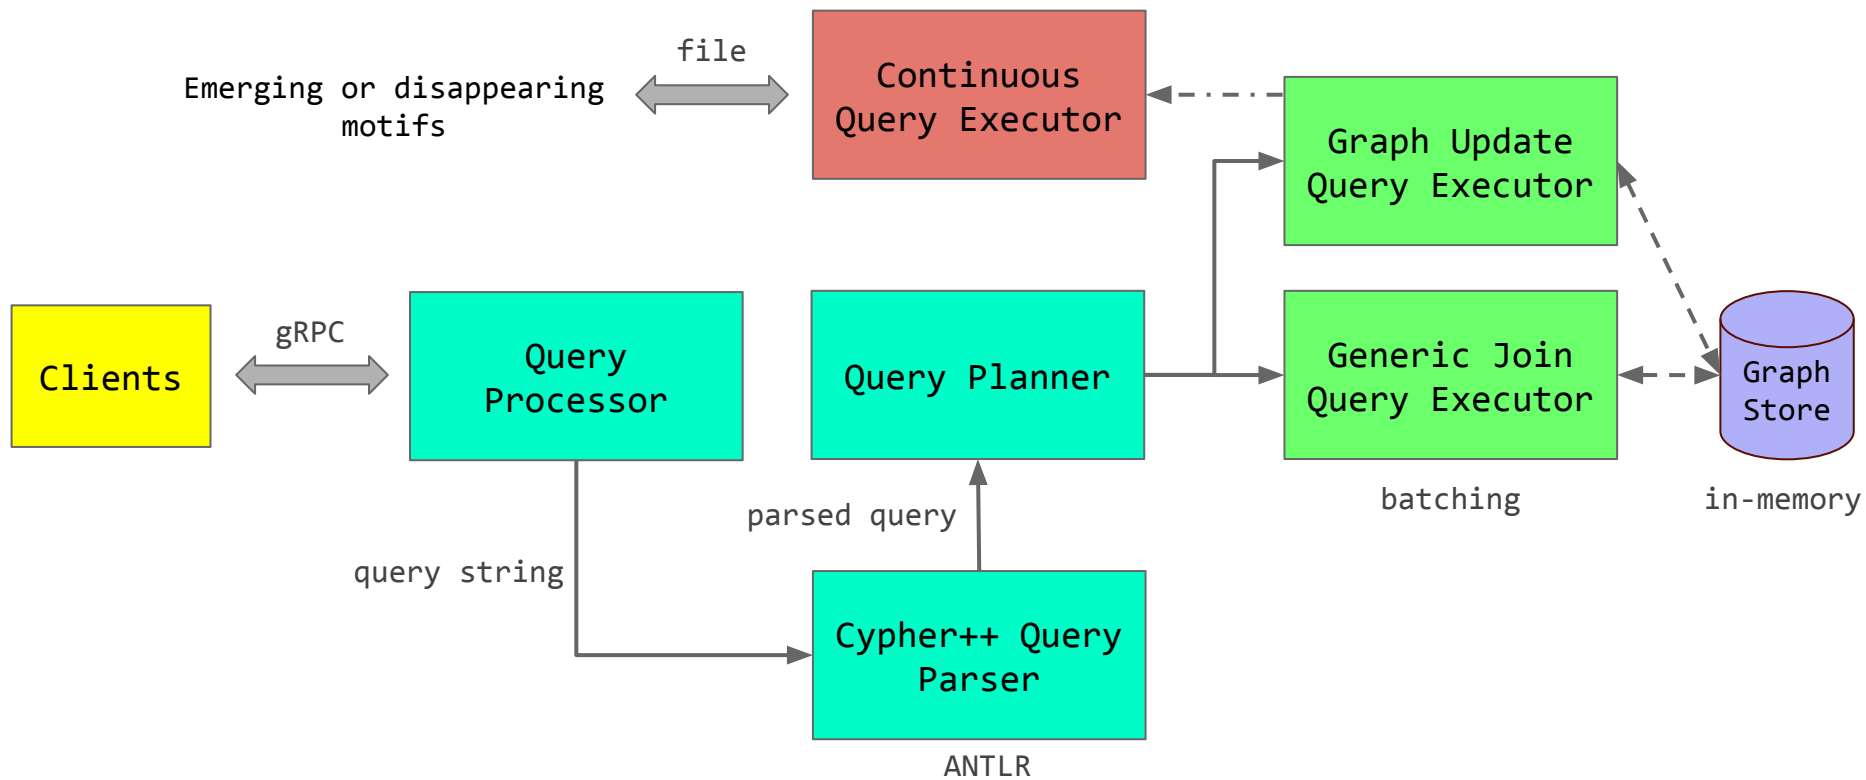 file
Emerging or disappearing
motifs
Continuous
Query Executor
Graph Update
Query Executor
Clients
gRPC
Query
Processor
Query Planner
Generic Join
Query Executor
Graph
Store
batching
in-memory
parsed query
query string
Cypher++ Query
Parser
ANTLR